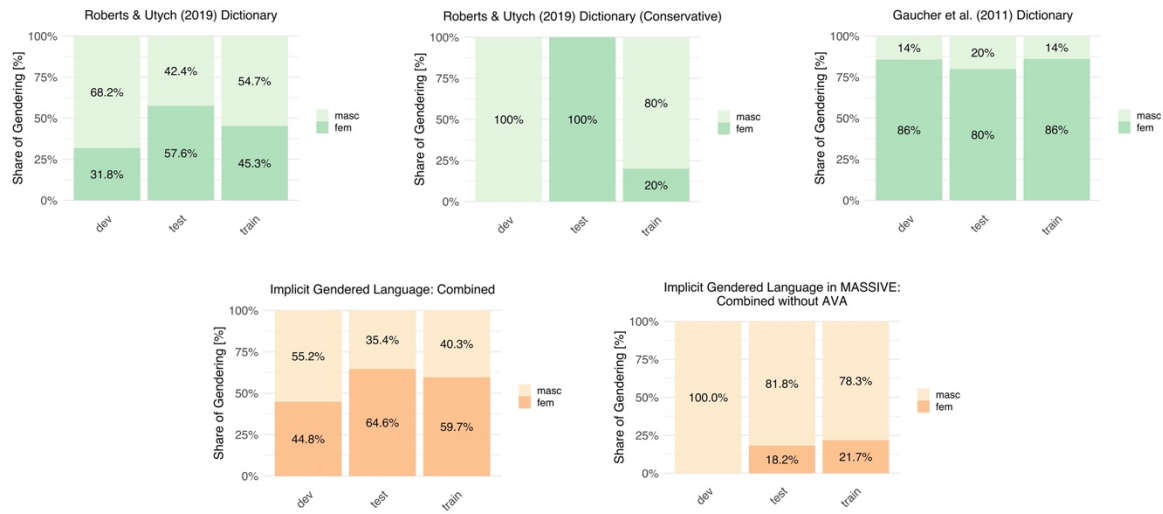 Roberts & Utych (2019) Dictionary
Share of Gendering [%]
100%
75%
50%
25%
0%
68.2%
31.8%
42.4%
57.6%
54.7%
45.3%
dev
test
train
masc
fem
Roberts & Utych (2019) Dictionary (Conservative)
Share of Gendering [%]
100%
75%
50%
25%
0%
100%
100%
80%
20%
dev
test
train
masc
fem
Gaucher et al. (2011) Dictionary
Share of Gendering [%]
100%
75%
50%
25%
0%
14%
86%
20%
80%
14%
86%
dev
test
train
masc
fem
Implicit Gendered Language: Combined
Share of Gendering [%]
100%
75%
50%
25%
0%
55.2%
44.8%
35.4%
64.6%
40.3%
59.7%
dev
test
train
masc
fem
Implicit Gendered Language in MASSIVE:
Combined without AVA
Share of Gendering [%]
100%
75%
50%
25%
0%
100.0%
81.8%
18.2%
78.3%
21.7%
dev
test
train
masc
fem